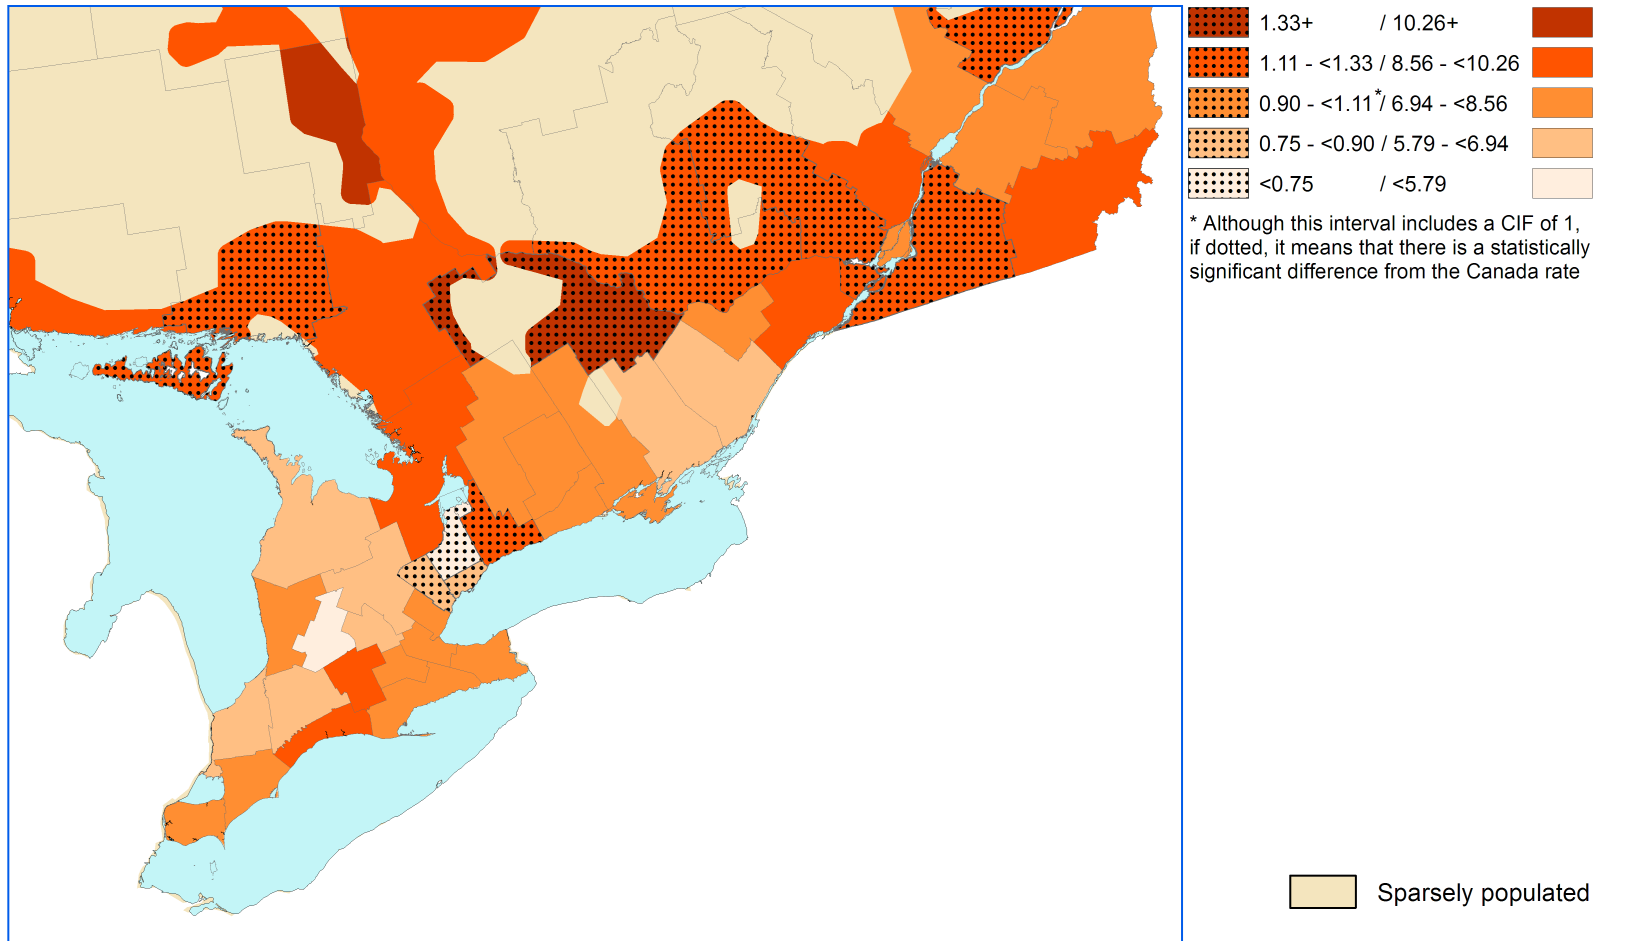 1.33+ / 10.26+
1.11 - <1.33 / 8.56 - <10.26
0.90 - <1.11* / 6.94 - <8.56
0.75 - <0.90 / 5.79 - <6.94
<0.75 / <5.79
* Although this interval includes a CIF of 1,
if dotted, it means that there is a statistically
significant difference from the Canada rate
Sparsely populated